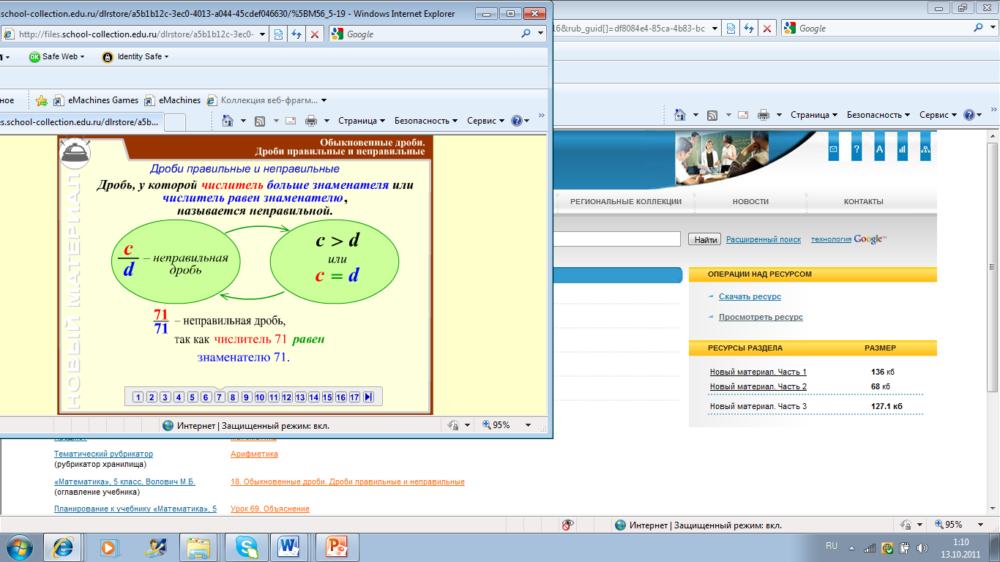 .school-collection.edu.ru/dlrstore/a5b1b12c-3ec0-4013-a044-45cdef046630/%5BM56_5-19 - Windows Internet Explorer
http://files.school-collection.edu.ru/dlrstore/a5b1b12c-3ec0-
Google
OK Safe Web
Identity Safe
ное
eMachines Games
eMachines
Коллекция веб-фрагм...
es.school-collection.edu.ru/dlrstore/a5b...
Страница
Безопасность
Сервис
Обыкновенные дроби.
Дроби правильные и неправильные
НОВЫЙ МАТЕРИАЛ
Дроби правильные и неправильные
Дробь, у которой числитель больше знаменателя или
числитель равен знаменателю,
называется неправильной.
c
d
– неправильная
дробь
c > d
или
c = d
71
71
– неправильная дробь,
так как числитель 71 равен
знаменателю 71.
1 2 3 4 5 6 7 8 9 10 11 12 13 14 15 16 17
Интернет | Защищенный режим: вкл.
95%
16&rub_guid[]=df8084e4-85ca-4b83-bc
Google
Страница
Безопасность
Сервис
РЕГИОНАЛЬНЫЕ КОЛЛЕКЦИИ
НОВОСТИ
КОНТАКТЫ
Найти
Расширенный поиск
технология Google™
ОПЕРАЦИИ НАД РЕСУРСОМ
Скачать ресурс
Просмотреть ресурс
РЕСУРСЫ РАЗДЕЛА РАЗМЕР
Новый материал. Часть 1 136 кб
Новый материал. Часть 2 68 кб
Новый материал. Часть 3 127.1 кб
Тематический рубрикатор
(рубрикатор хранилища)
Арифметика
«Математика», 5 класс, Волович М.Б.
(оглавление учебника)
18. Обыкновенные дроби. Дроби правильные и неправильные
Планирование к учебнику «Математика», 5
Урок 69. Объяснение
Интернет | Защищенный режим: вкл.
95%
RU
1:10
13.10.2011